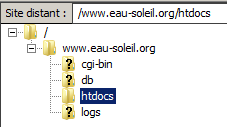 Site distant : /www.eau-soleil.org/htdocs
/
www.eau-soleil.org
cgi-bin
db
htdocs
logs